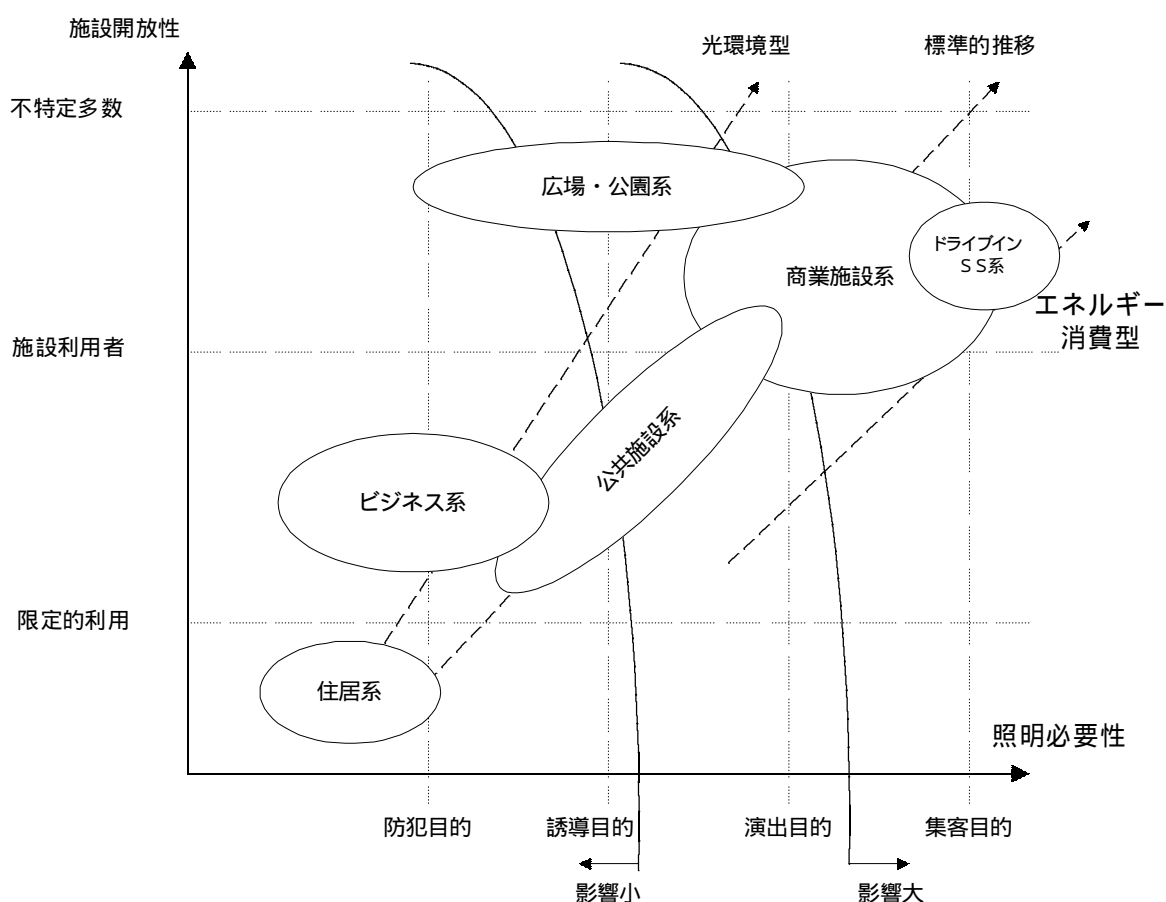 施設開放性
光環境型
標準的推移
不特定多数
広場・公園系
ドライブイン
ＳＳ系
商業施設系
エネルギー
消費型
施設利用者
公共施設系
ビジネス系
限定的利用
住居系
照明必要性
防犯目的
誘導目的
演出目的
集客目的
影響小
影響大